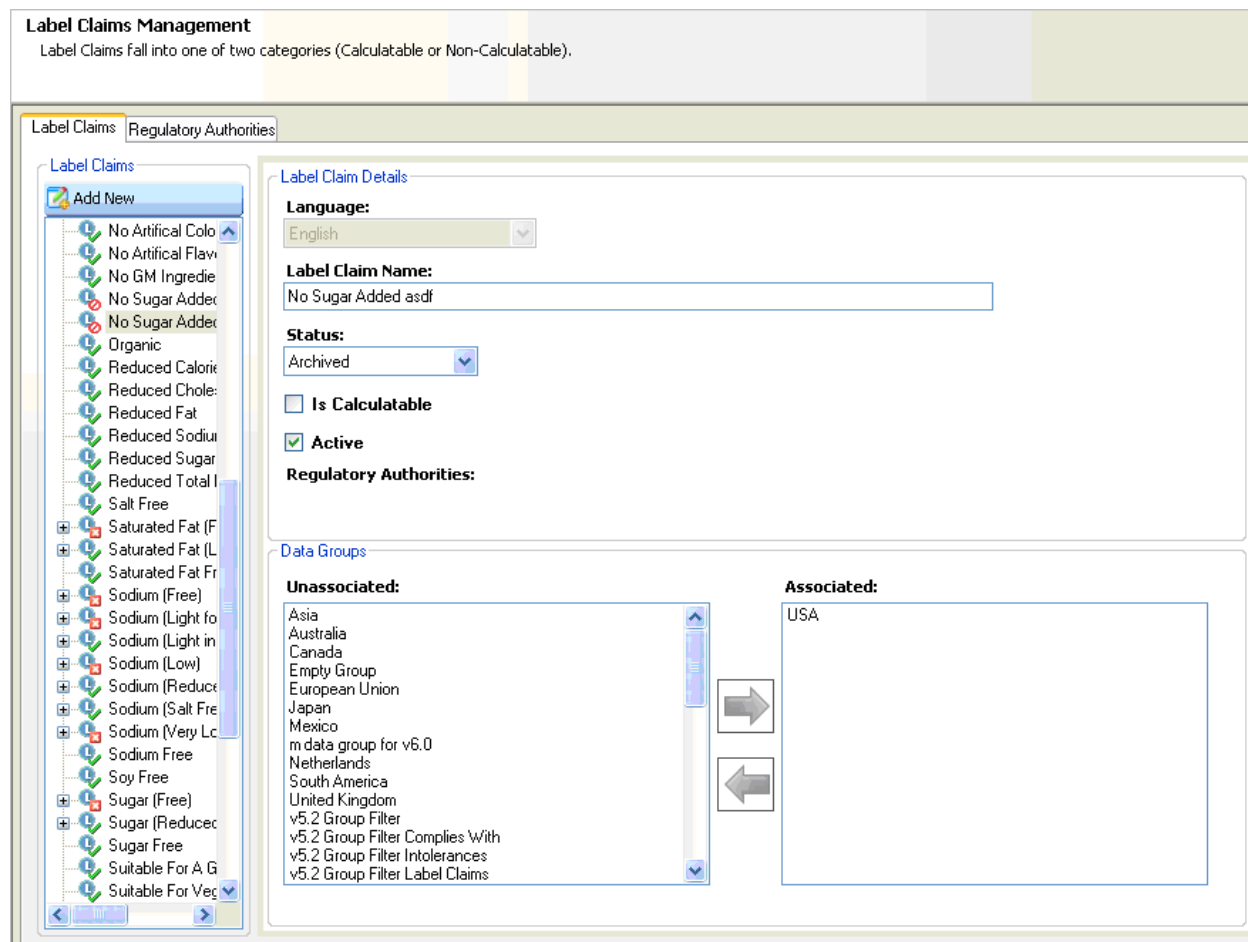 Label Claims Management
Label Claims fall into one of two categories (Calculatable or Non-Calculatable).
Label Claims
Regulatory Authorities
Label Claims
Add New
No Artifical Colo
No Artifical Flav
No GM Ingredie
No Sugar Added
No Sugar Added
Organic
Reduced Calorie
Reduced Choles
Reduced Fat
Reduced Sodiu
Reduced Sugar
Reduced Total
Salt Free
Saturated Fat (F
Saturated Fat (L
Saturated Fat Fr
Sodium (Free)
Sodium (Light fo
Sodium (Light in
Sodium (Low)
Sodium (Reduce
Sodium (Salt Fre
Sodium (Very Lo
Sodium Free
Soy Free
Sugar (Free)
Sugar (Reduced
Sugar Free
Suitable For A G
Suitable For Veg
Label Claim Details
Language:
English
Label Claim Name:
No Sugar Added asdf
Status:
Archived
Is Calculatable
Active
Regulatory Authorities:
Data Groups
Unassociated:
Asia
Australia
Canada
Empty Group
European Union
Japan
Mexico
m data group for v6.0
Netherlands
South America
United Kingdom
v5.2 Group Filter
v5.2 Group Filter Complies With
v5.2 Group Filter Intolerances
v5.2 Group Filter Label Claims
Associated:
USA